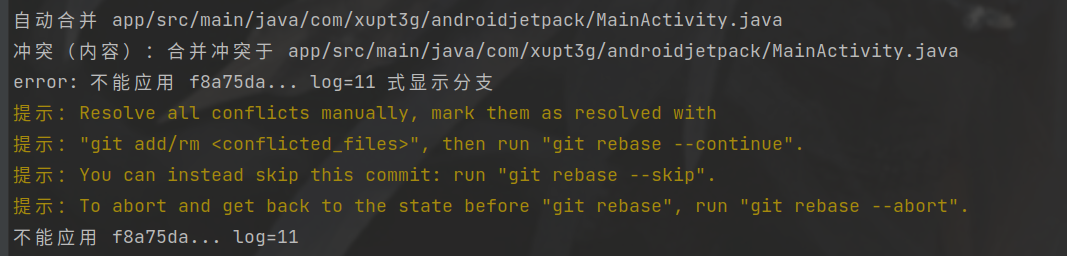 自动合并 app/src/main/java/com/xupt3g/androidjetpack/MainActivity.java
冲突（内容）：合并冲突于 app/src/main/java/com/xupt3g/androidjetpack/MainActivity.java
error: 不能应用 f8a75da... log=11 式显示分支
提示：Resolve all conflicts manually, mark them as resolved with
提示："git add/rm <conflicted_files>", then run "git rebase --continue".
提示：You can instead skip this commit: run "git rebase --skip".
提示：To abort and get back to the state before "git rebase", run "git rebase --abort".
不能应用 f8a75da... log=11